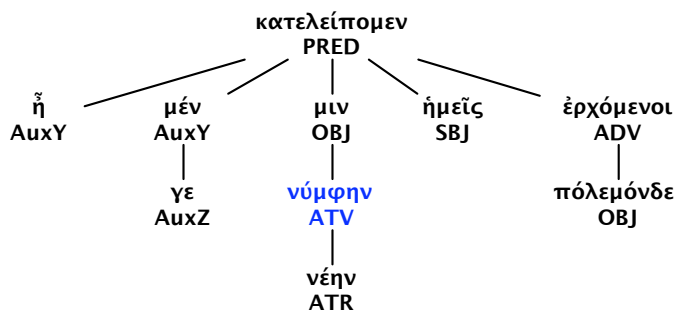 κατελείπομεν
PRED
ἦ μέν μιν ἡμεῖς ἐρχόμενοι
AuxY AuxY OBJ SBJ ADV
γε νύμφην πόλεμόνδε
AuxZ ATV OBJ
νέην
ATR